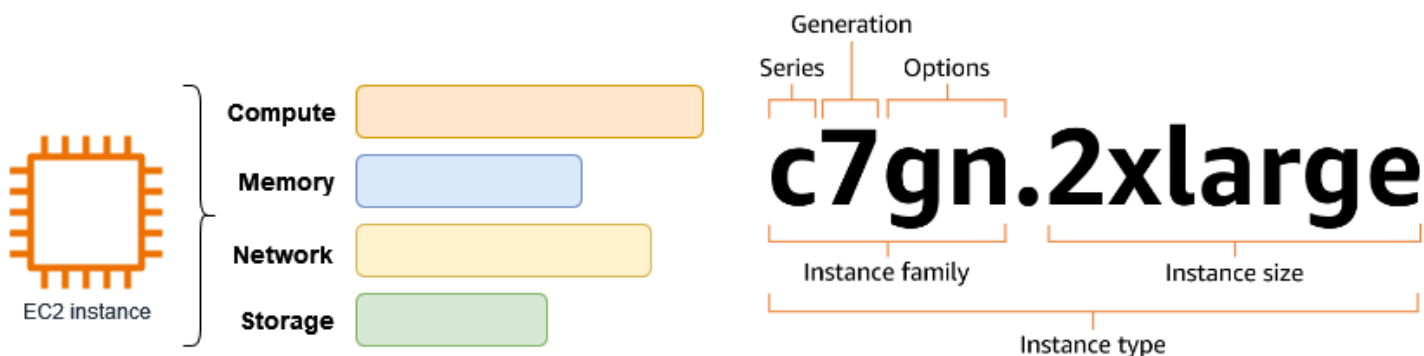 Compute
Memory
Network
Storage
EC2 instance
Generation
Series
Options
c7gn.2xlarge
Instance family
Instance size
Instance type